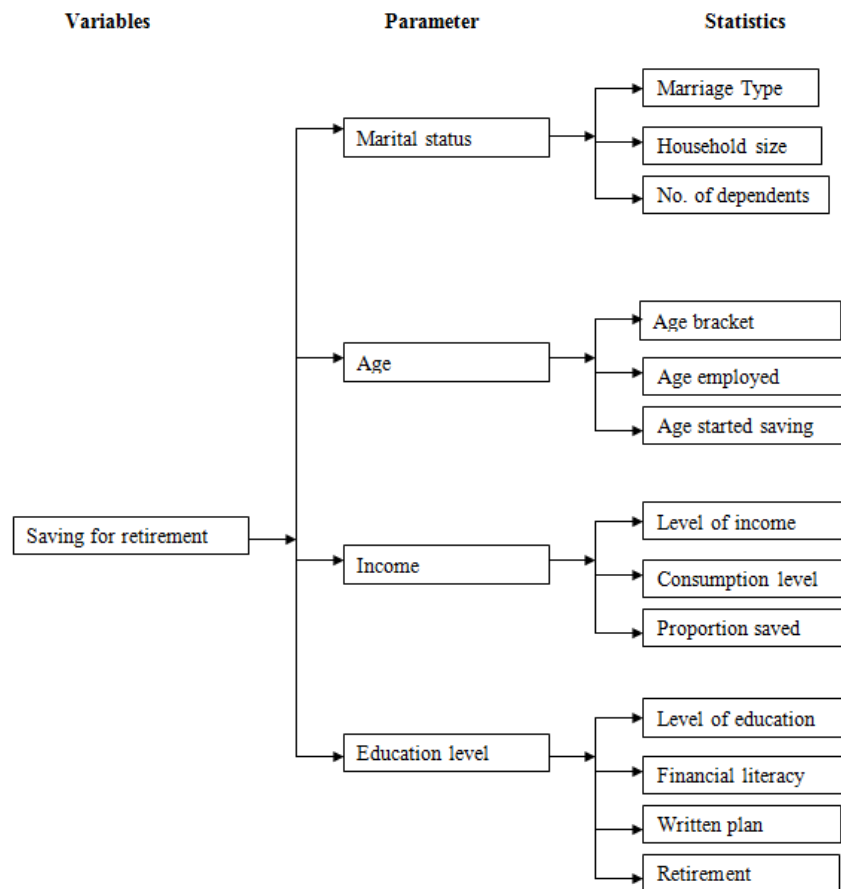 Variables Parameter Statistics
Marriage Type
Marital status
Household size
No. of dependents
Age bracket
Age
Age employed
Age started saving
Level of income
Saving for retirement
Income
Consumption level
Proportion saved
Level of education
Education level
Financial literacy
Written plan
Retirement